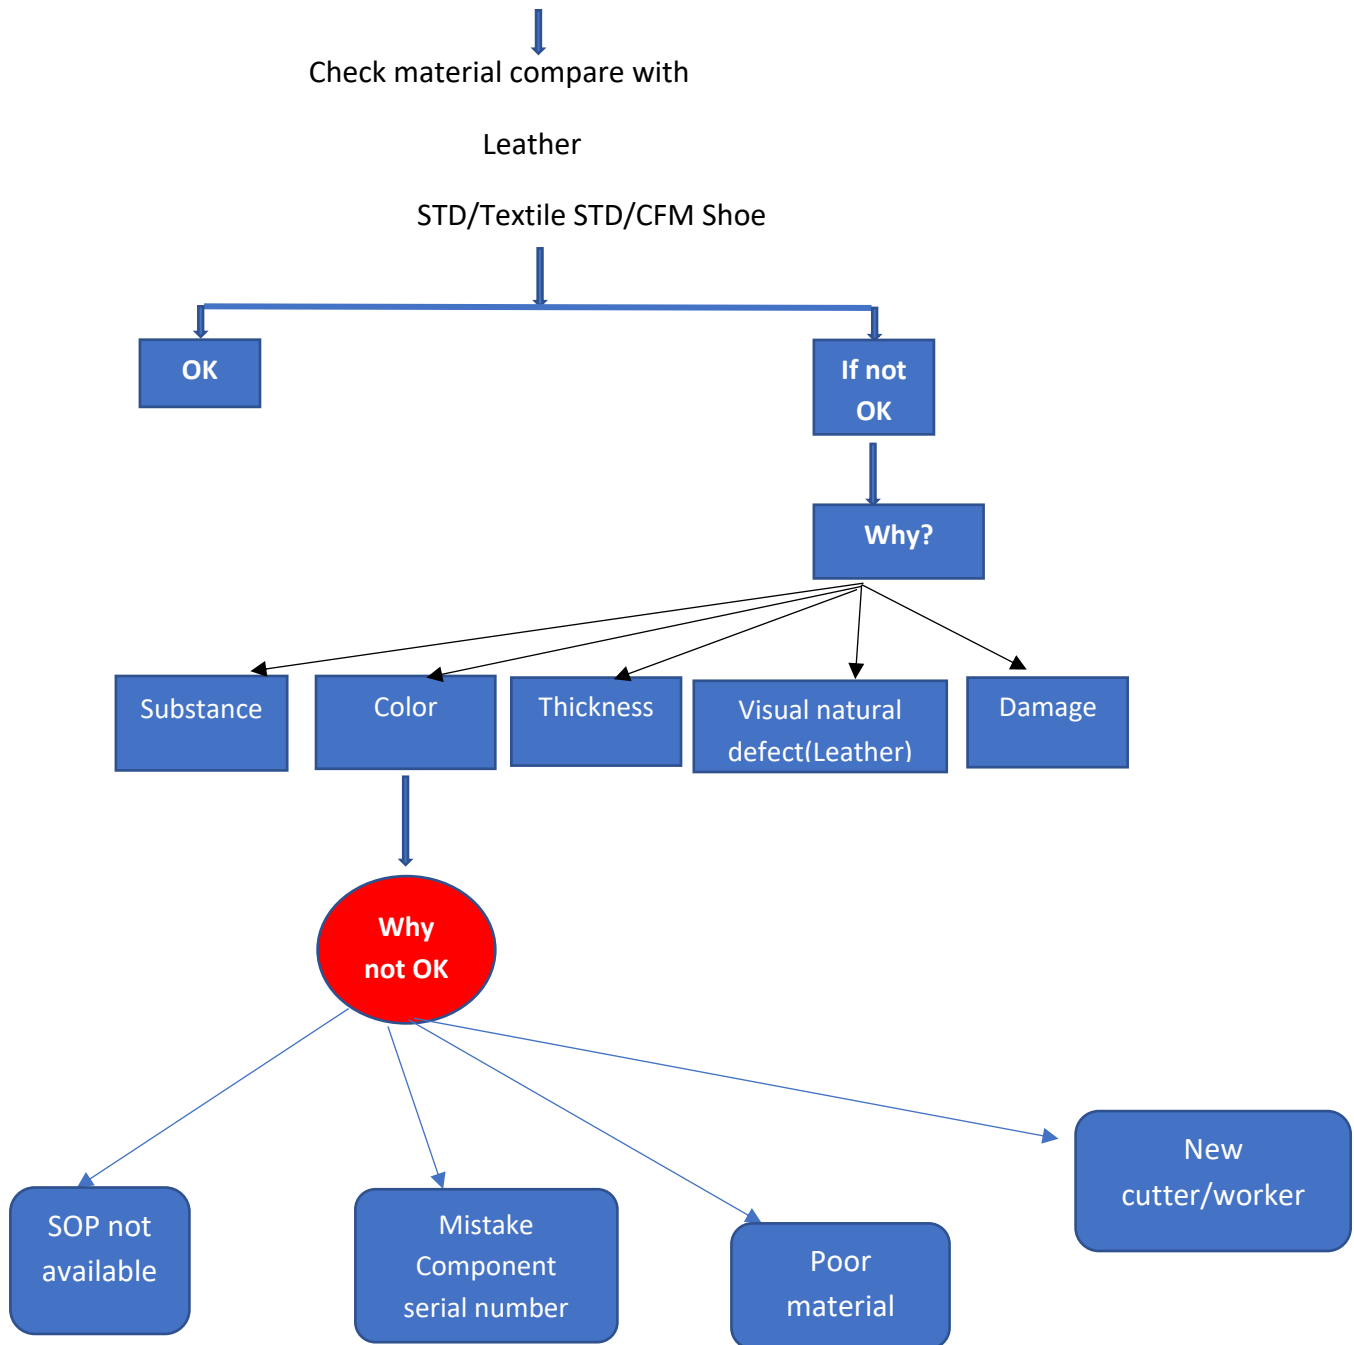 Check material compare with
Leather
STD/Textile STD/CFM Shoe
OK
If not
OK
Why?
Substance
Color
Thickness
Visual natural
defect(Leather)
Damage
Why
not OK
SOP not
available
Mistake
Component
serial number
Poor
material
New
cutter/worker